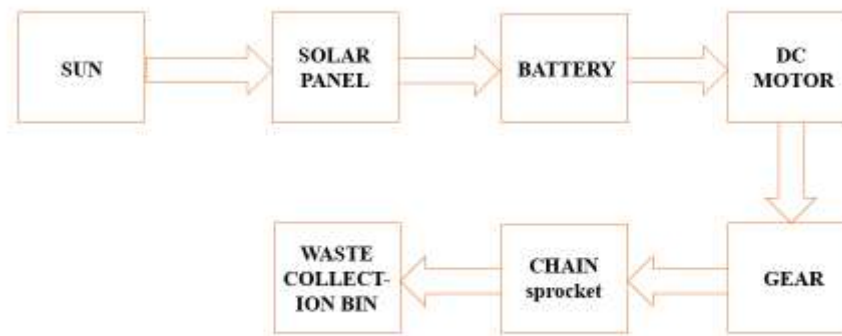 SUN
SOLAR
PANEL
BATTERY
DC
MOTOR
WASTE
COLLECT-
ION BIN
CHAIN
sprocket
GEAR